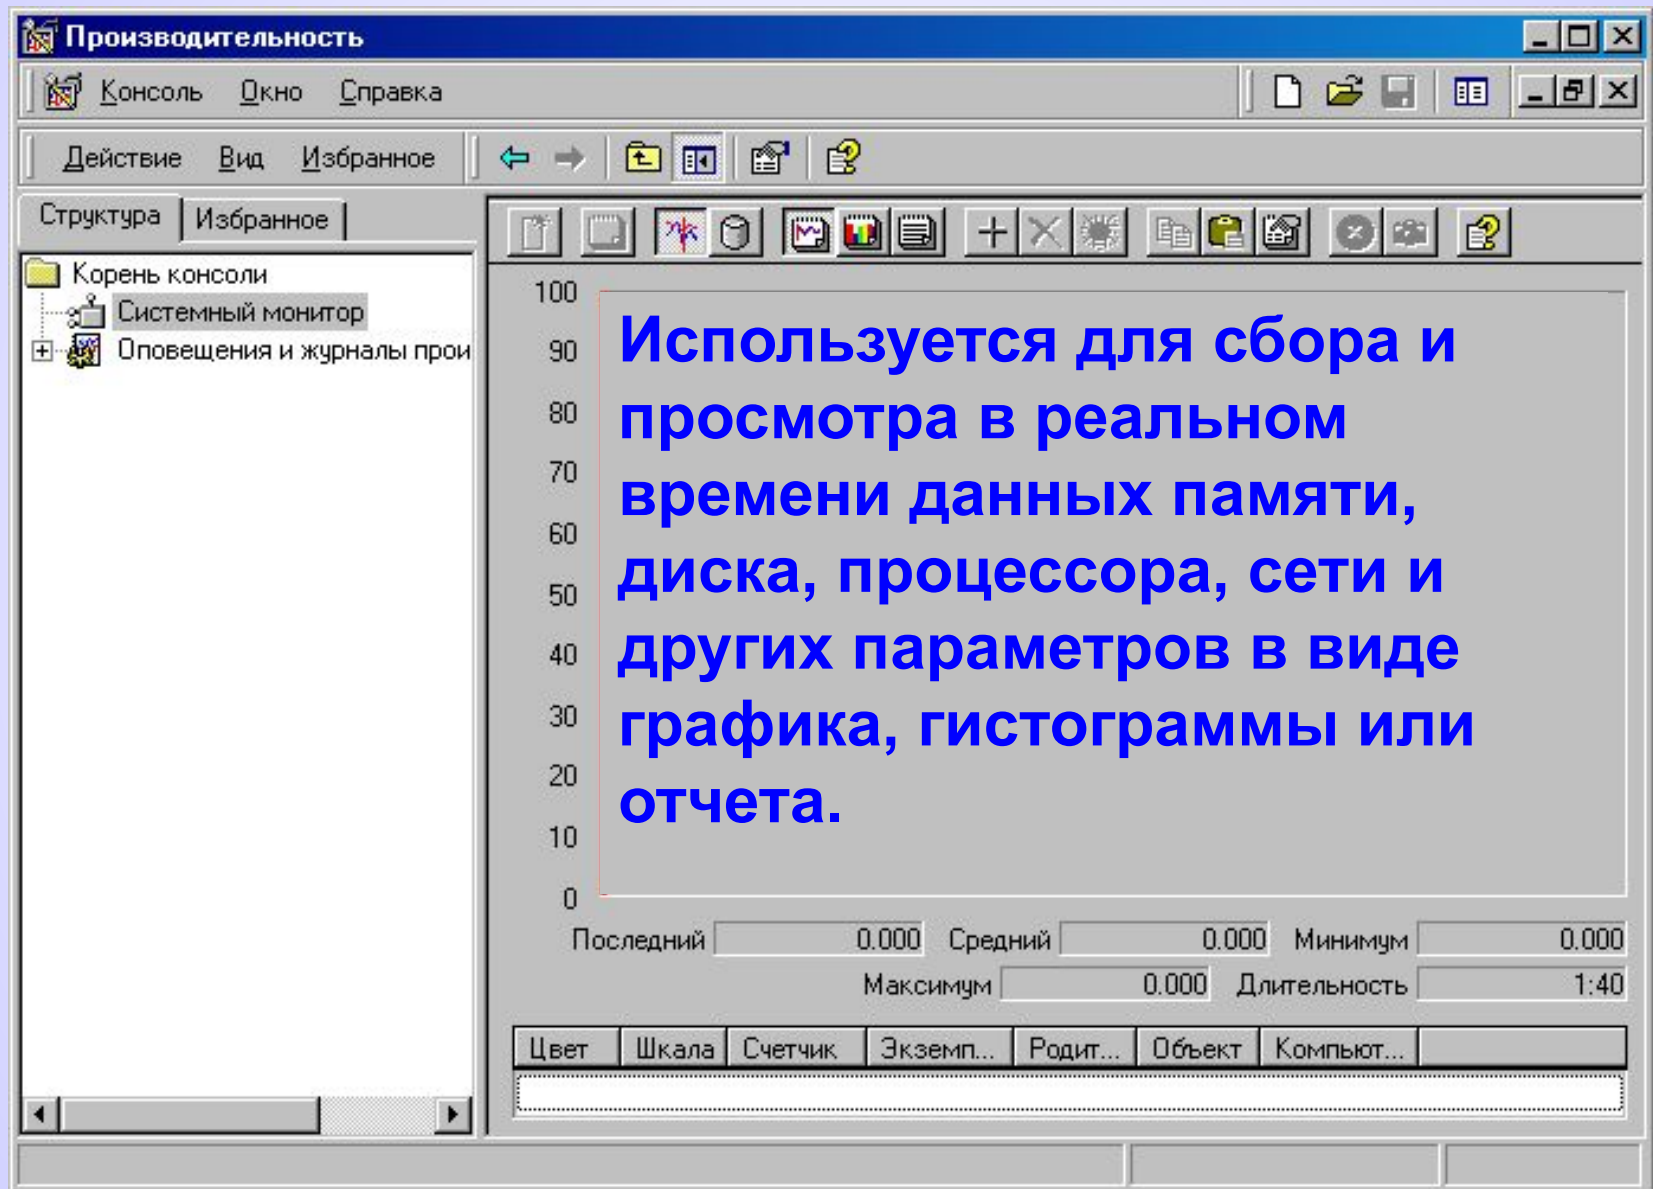 Производительность
Консоль Окно Справка
Действие Вид Избранное
Структура Избранное
Корень консоли
Системный монитор
Оповещения и журналы прои
100
90
80
70
60
50
40
30
20
10
0
Используется для сбора и
просмотра в реальном
времени данных памяти,
диска, процессора, сети и
других параметров в виде
графика, гистограммы или
отчета.
Последний 0.000 Средний 0.000 Минимум 0.000
Максимум 0.000 Длительность 1:40
Цвет Шкала Счетчик Экземп... Родит... Объект Компьют...